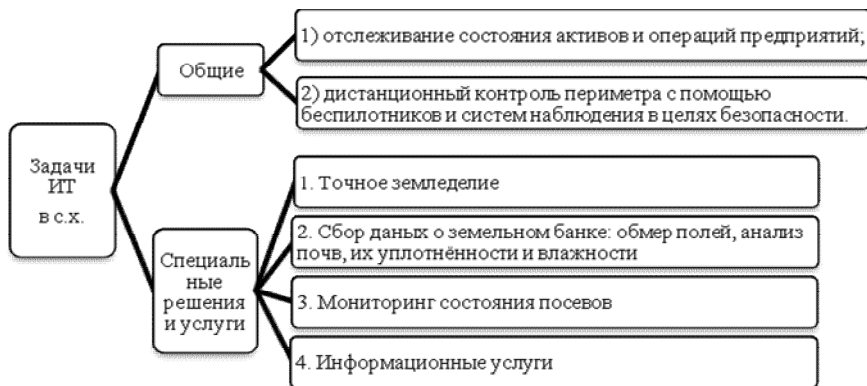 Задачи
ИТ
в с.х.
Общие
1) отслеживание состояния активов и операций предприятий;
2) дистанционный контроль периметра с помощью
беспилотников и систем наблюдения в целях безопасности.
Специаль
ные
решения
и услуги
1. Точное земледелие
2. Сбор даных о земельном банке: обмер полей, анализ
почв, их уплотнённости и влажности
3. Мониторинг состояния посевов
4. Информационные услуги